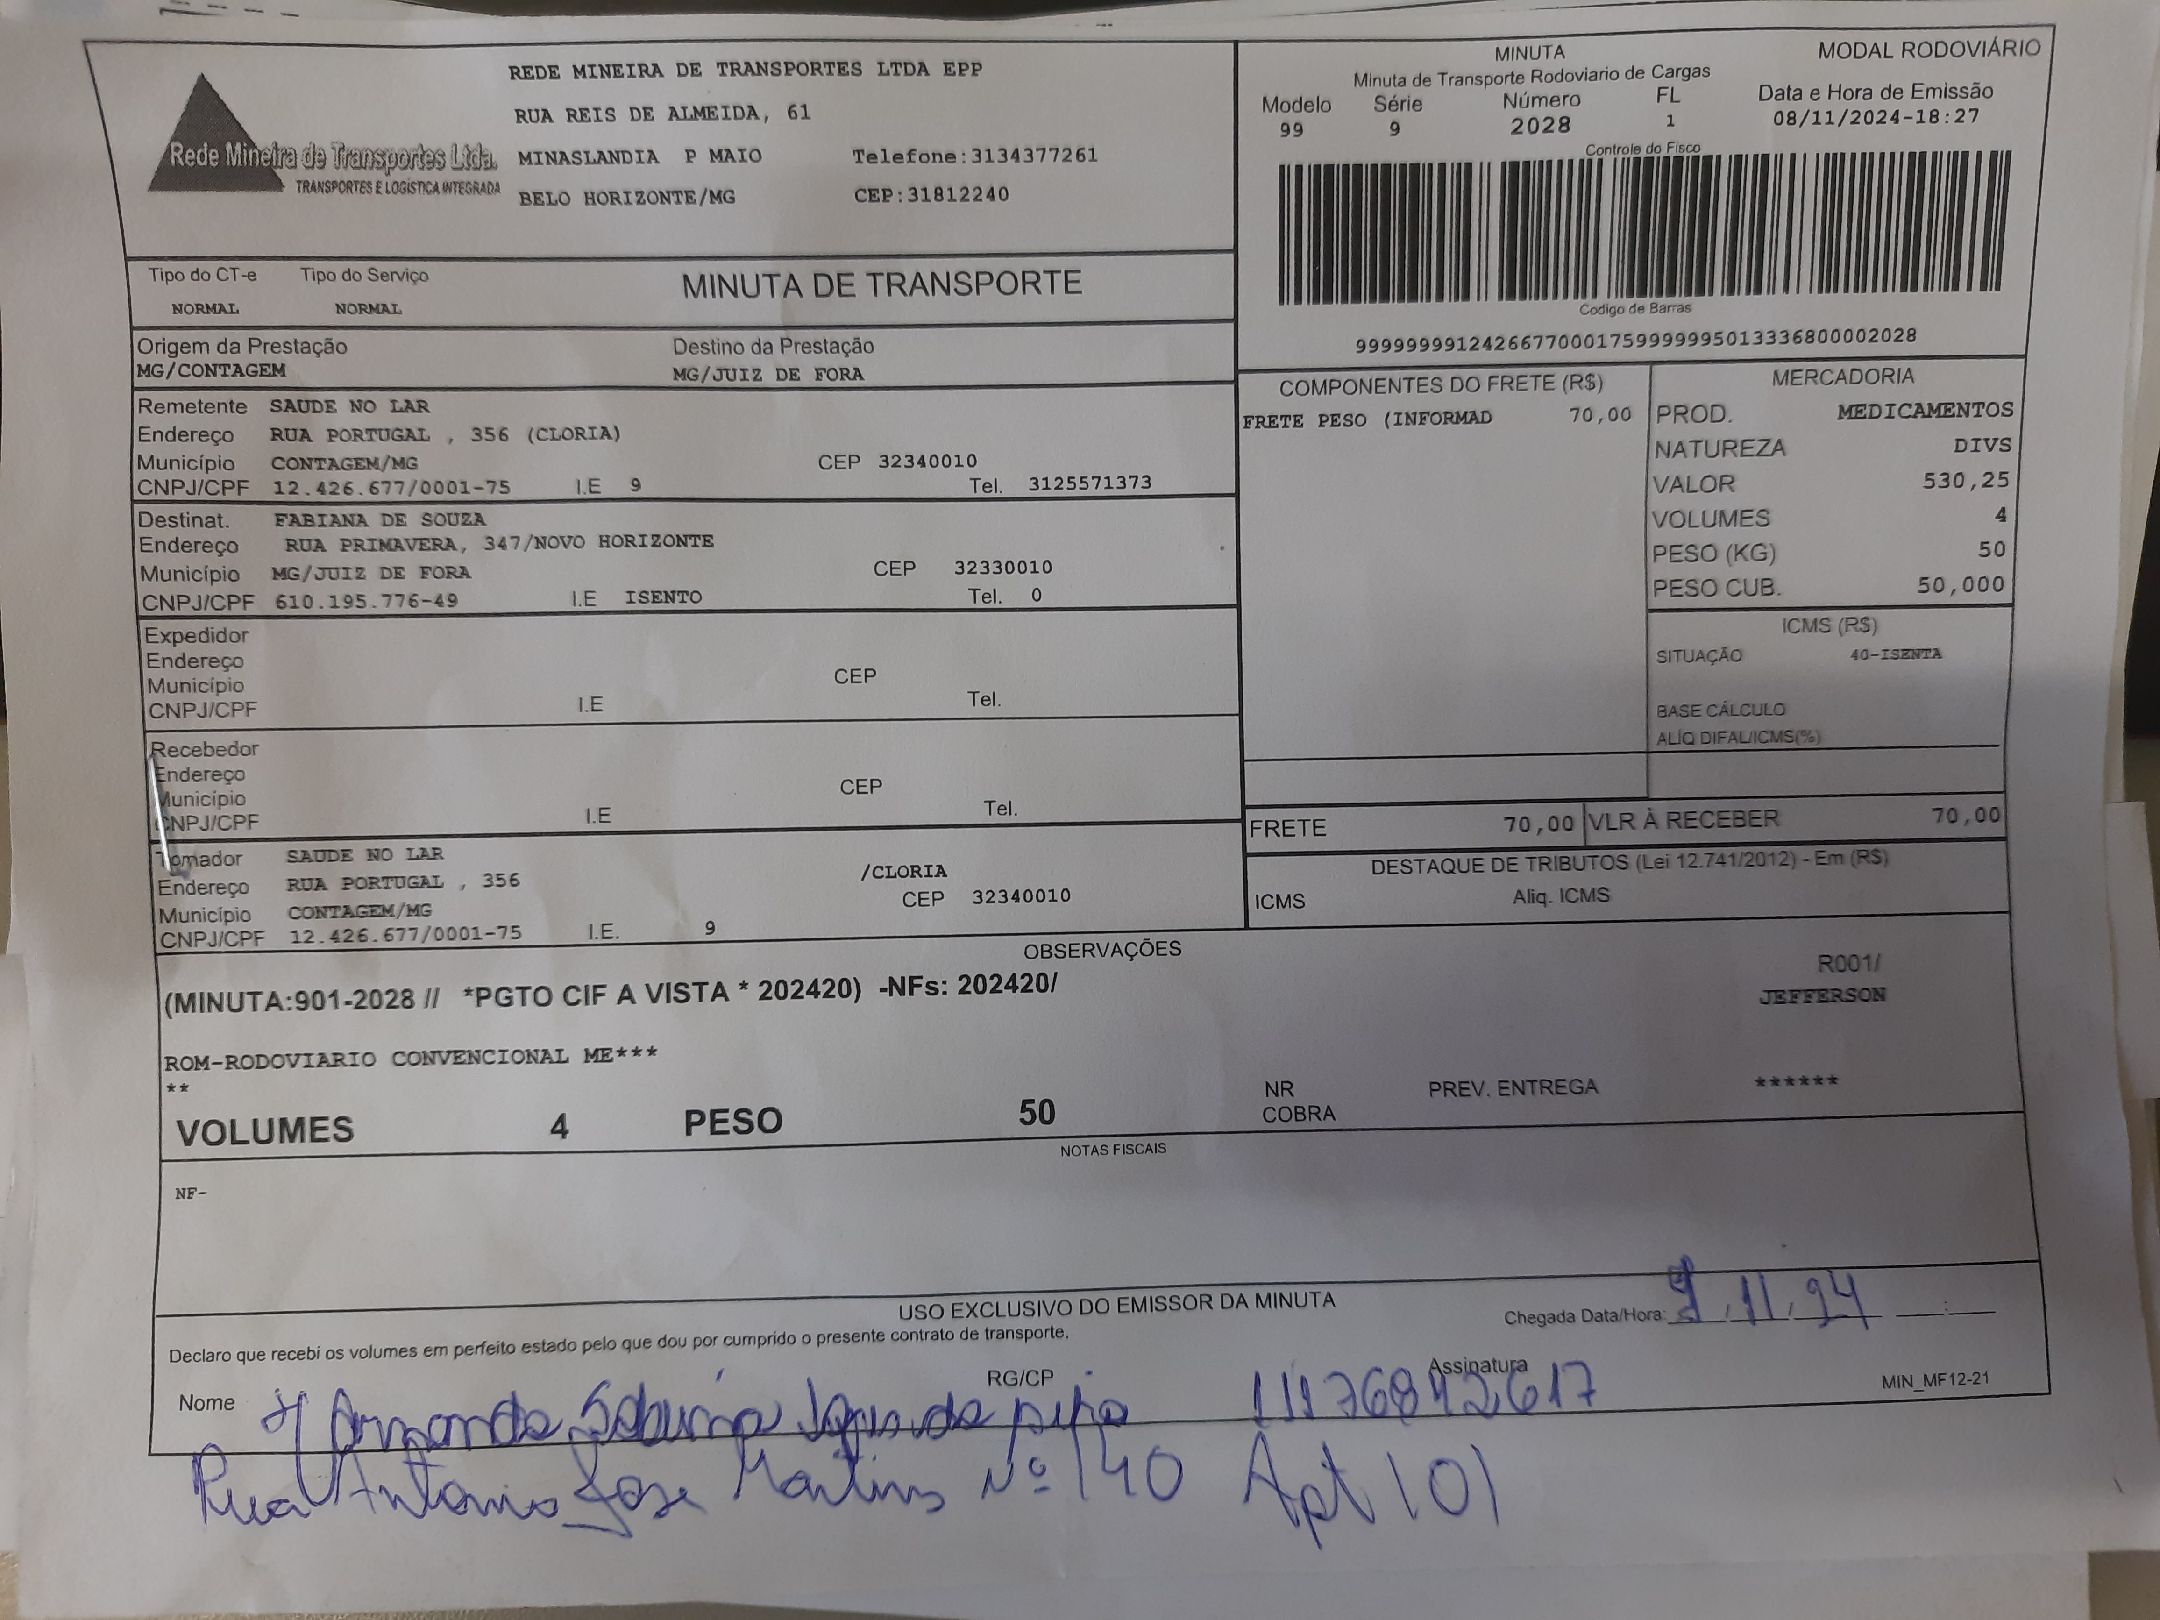 Rede Mineira de Transportes Ltda.
TRANSPORTES E LOGÍSTICA INTEGRADA
REDE MINEIRA DE TRANSPORTES LTDA EPP
RUA REIS DE ALMEIDA, 61
MINASLANDIA P MAIO Telefone:3134377261
BELO HORIZONTE/MG CEP:31812240
MINUTA MODAL RODOVIÁRIO
Minuta de Transporte Rodoviario de Cargas
Modelo Série Número FL Data e Hora de Emissão
99 9 2028 1 08/11/2024-18:27
Controle do Fisco
Codigo de Barras
Tipo do CT-e Tipo do Serviço MINUTA DE TRANSPORTE
NORMAL NORMAL
Origem da Prestação Destino da Prestação
MG/CONTAGEM MG/JUIZ DE FORA
Remetente SAUDE NO LAR
Endereço RUA PORTUGAL , 356 (CLORIA)
Município CONTAGEM/MG CEP 32340010
CNPJ/CPF 12.426.677/0001-75 I.E 9 Tel. 3125571373
Destinat. FABIANA DE SOUZA
Endereço RUA PRIMAVERA, 347/NOVO HORIZONTE
Município MG/JUIZ DE FORA CEP 32330010
CNPJ/CPF 610.195.776-49 I.E ISENTO Tel. 0
Expedidor
Endereço
Município CEP
CNPJ/CPF I.E Tel.
Recebedor
Endereço
Município CEP
CNPJ/CPF I.E Tel.
Tomador SAUDE NO LAR
Endereço RUA PORTUGAL , 356 /CLORIA
Município CONTAGEM/MG CEP 32340010
CNPJ/CPF 12.426.677/0001-75 I.E. 9
COMPONENTES DO FRETE (R$)
FRETE PESO (INFORMAD 70,00
MERCADORIA
PROD. MEDICAMENTOS
NATUREZA DIVS
VALOR 530,25
VOLUMES 4
PESO (KG) 50
PESO CUB. 50,000
ICMS (R$)
SITUAÇÃO 40-ISENTA
BASE CÁLCULO
ALÍQ DIFAL/ICMS(%)
FRETE 70,00 VLR À RECEBER 70,00
DESTAQUE DE TRIBUTOS (Lei 12.741/2012) - Em (R$)
ICMS Aliq. ICMS
OBSERVAÇÕES
(MINUTA:901-2028 // *PGTO CIF A VISTA * 202420) -NFs: 202420/
R001/
JEFFERSON
ROM-RODOVIARIO CONVENCIONAL ME***
**
VOLUMES 4 PESO 50
NR PREV. ENTREGA ******
COBRA
NOTAS FISCAIS
NF-
USO EXCLUSIVO DO EMISSOR DA MINUTA
Chegada Data/Hora: 9.11.24 :
Declaro que recebi os volumes em perfeito estado pelo que dou por cumprido o presente contrato de transporte.
Nome RG/CP Assinatura MIN_MF12-21
11176842617
Rua Antonio Jose Martins Nº 140 Apt 101